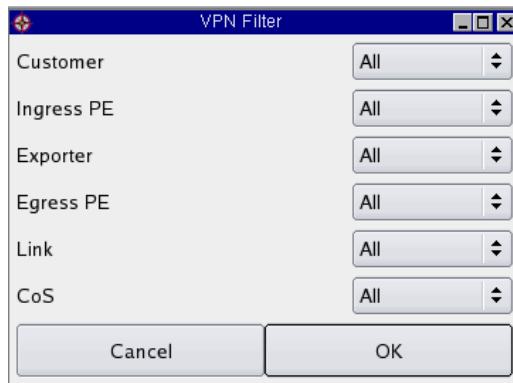 VPN Filter
Customer All
Ingress PE All
Exporter All
Egress PE All
Link All
CoS All
Cancel OK